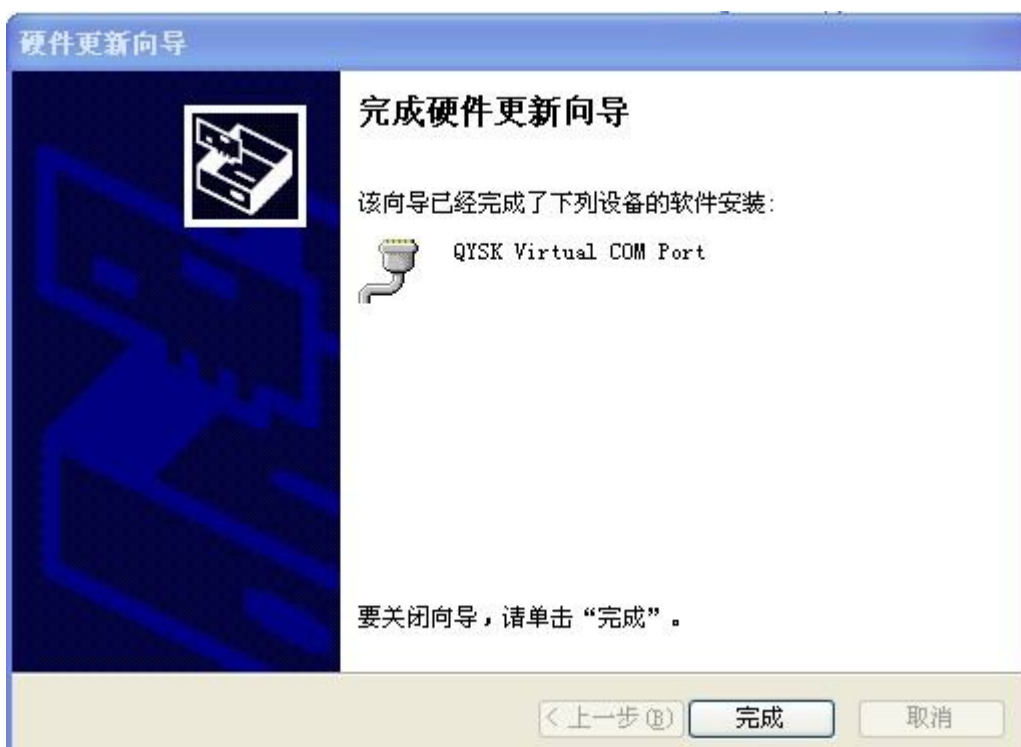 硬件更新向导
完成硬件更新向导
该向导已经完成了下列设备的软件安装:
QYSK Virtual COM Port
要关闭向导，请单击“完成”。
< 上一步(B)
完成
取消